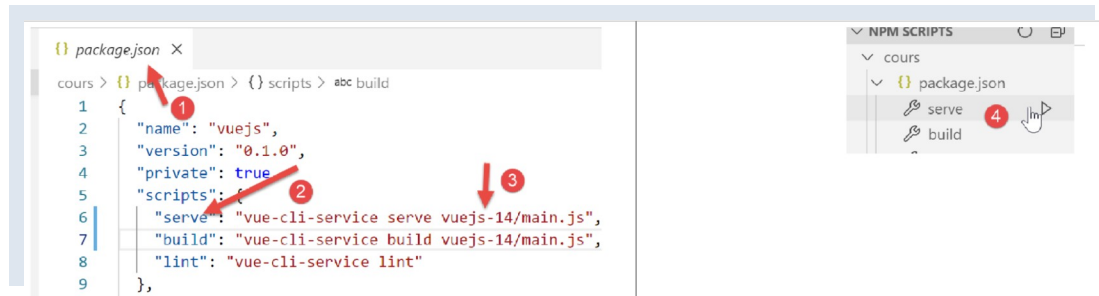 {} package.json ×
cours > {} package.json > {} scripts > abc build
1 {
2 "name": "vuejs",
3 "version": "0.1.0",
4 "private": true,
5 "scripts": {
6 "serve": "vue-cli-service serve vuejs-14/main.js",
7 "build": "vue-cli-service build vuejs-14/main.js",
8 "lint": "vue-cli-service lint"
9 },
1
2
3
NPM SCRIPTS
cours
{} package.json
serve
4
build